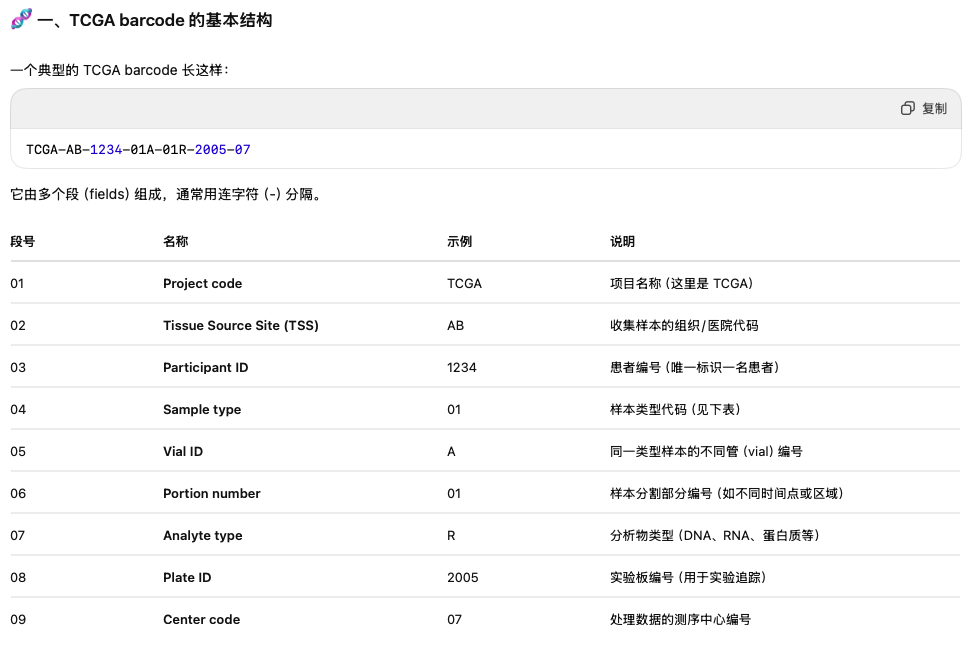 🧬 一、TCGA barcode 的基本结构
一个典型的 TCGA barcode 长这样：
复制
TCGA-AB-1234-01A-01R-2005-07
它由多个段 (fields) 组成，通常用连字符 (-) 分隔。
段号 名称 示例 说明
01 Project code TCGA 项目名称 (这里是 TCGA)
02 Tissue Source Site (TSS) AB 收集样本的组织/医院代码
03 Participant ID 1234 患者编号 (唯一标识一名患者)
04 Sample type 01 样本类型代码 (见下表)
05 Vial ID A 同一类型样本的不同管 (vial) 编号
06 Portion number 01 样本分割部分编号 (如不同时间点或区域)
07 Analyte type R 分析物类型 (DNA、RNA、蛋白质等)
08 Plate ID 2005 实验板编号 (用于实验追踪)
09 Center code 07 处理数据的测序中心编号